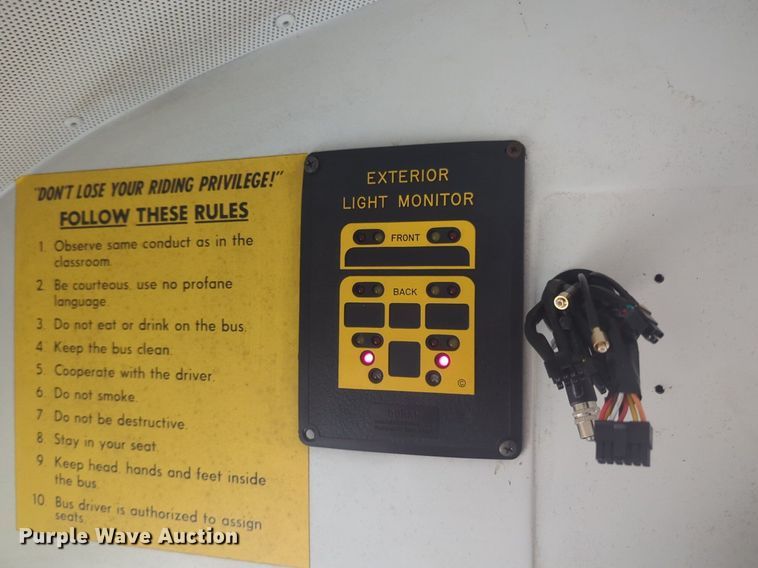 "DON'T LOSE YOUR RIDING PRIVILEGE!"
FOLLOW THESE RULES
1. Observe same conduct as in the
classroom.
2. Be courteous, use no profane
language.
3. Do not eat or drink on the bus.
4. Keep the bus clean.
5. Cooperate with the driver.
6. Do not smoke.
7. Do not be destructive.
8. Stay in your seat.
9. Keep head, hands and feet inside
the bus.
10. Bus driver is authorized to assign
seats.
EXTERIOR
LIGHT MONITOR
FRONT
BACK
©
Purple Wave Auction